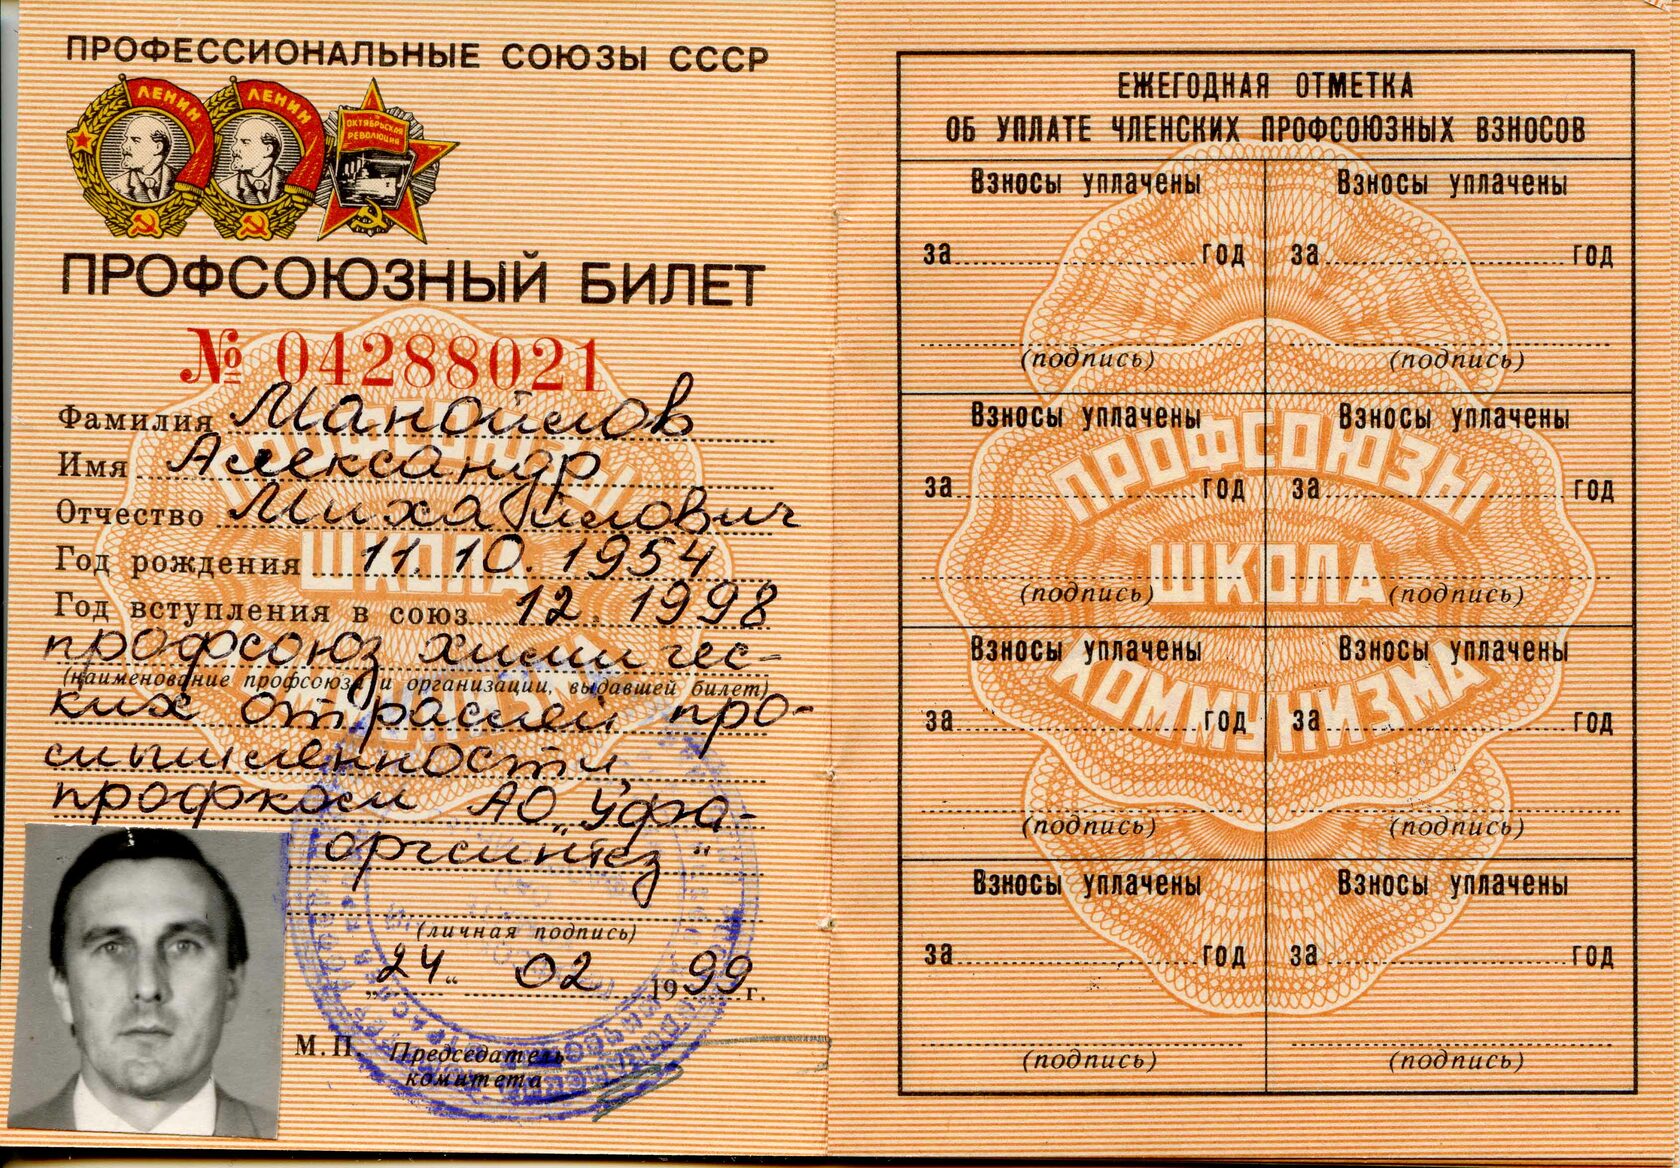 ПРОФЕССИОНАЛЬНЫЕ СОЮЗЫ СССР
ЛЕНИН
ЛЕНИН
ОКТЯБРЬСКАЯ
РЕВОЛЮЦИЯ
ПРОФСОЮЗНЫЙ БИЛЕТ
№ 04288021
Фамилия Манойлов
Имя Александр
Отчество Михайлович
Год рождения 11.10.1954
Год вступления в союз 12.1998
профсоюз химичес-
(наименование профсоюза и организации, выдавшей билет)
ких отраслей про-
мышленности,
профком АО „Уфа-
оргсинтез"
(личная подпись)
„24" 02 1999 г.
М.П.
Председатель
комитета
ПРОФСОЮЗЫ
ШКОЛА
КОММУНИЗМА
ЕЖЕГОДНАЯ ОТМЕТКА
ОБ УПЛАТЕ ЧЛЕНСКИХ ПРОФСОЮЗНЫХ ВЗНОСОВ
Взносы уплачены Взносы уплачены
за год за год
(подпись) (подпись)
Взносы уплачены Взносы уплачены
ПРОФСОЮЗЫ
за год за год
ШКОЛА
(подпись) (подпись)
Взносы уплачены Взносы уплачены
КОММУНИЗМА
за год за год
(подпись) (подпись)
Взносы уплачены Взносы уплачены
за год за год
(подпись) (подпись)